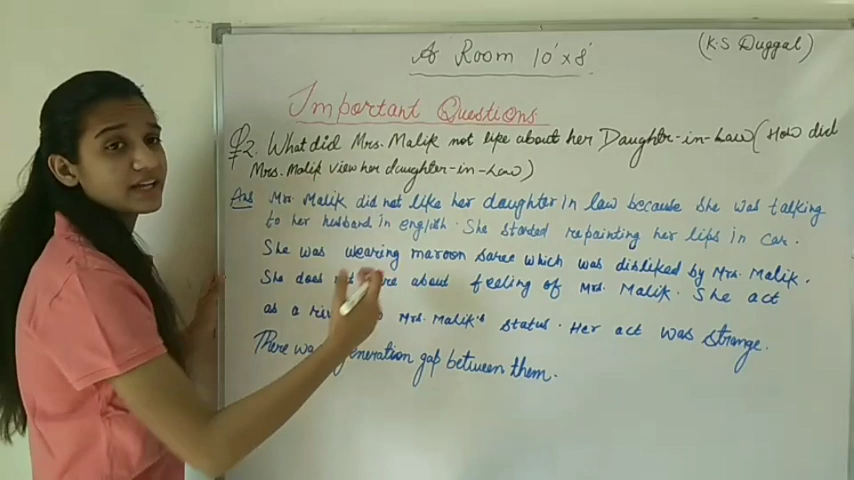 A Room 10'x8'
(K.S Duggal)
Important Questions
Q2. What did Mrs. Malik not like about her Daughter-in-Law (How did
Mrs. Malik view her daughter-in-Law)
Ans Mrs. Malik did not like her daughter in law because she was talking
to her husband in english. She started repainting her lips in car.
She was wearing maroon saree which was disliked by Mrs. Malik.
She does about feeling of Mrs. Malik. She act
as a Mrs. Malik's status. Her act was strange.
There generation gap between them.